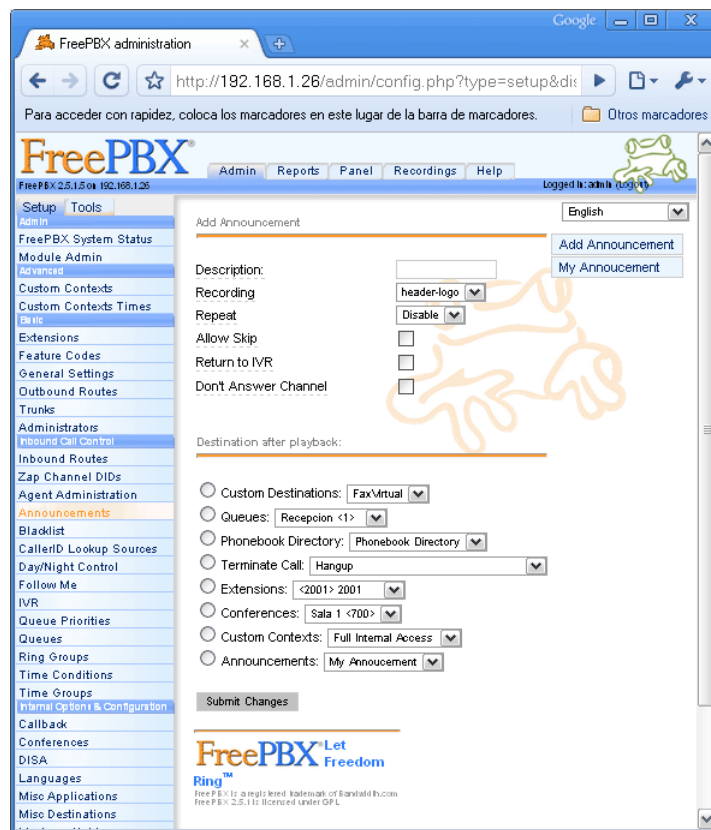 Google
FreePBX administration
http://192.168.1.26/admin/config.php?type=setup&dis
Para acceder con rapidez, coloca los marcadores en este lugar de la barra de marcadores.
Otros marcadores
FreePBX®
Admin Reports Panel Recordings Help
FreePBX 2.5.1.5 on 192.168.1.26
Logged in: admin (Logout)
Setup Tools
English
Admin
FreePBX System Status
Module Admin
Advanced
Custom Contexts
Custom Contexts Times
Basic
Extensions
Feature Codes
General Settings
Outbound Routes
Trunks
Administrators
Inbound Call Control
Inbound Routes
Zap Channel DIDs
Agent Administration
Announcements
Blacklist
CallerID Lookup Sources
Day/Night Control
Follow Me
IVR
Queue Priorities
Queues
Ring Groups
Time Conditions
Time Groups
Internal Options & Configuration
Callback
Conferences
DISA
Languages
Misc Applications
Misc Destinations
Add Announcement
Add Announcement
My Annoucement
Description:
Recording header-logo
Repeat Disable
Allow Skip
Return to IVR
Don't Answer Channel
Destination after playback:
Custom Destinations: FaxVirtual
Queues: Recepcion <1>
Phonebook Directory: Phonebook Directory
Terminate Call: Hangup
Extensions: <2001> 2001
Conferences: Sala 1 <700>
Custom Contexts: Full Internal Access
Announcements: My Annoucement
Submit Changes
FreePBX® Let Freedom
Ring™
FreePBX is a registered trademark of Bandwidth.com
FreePBX 2.5.1 is licensed under GPL